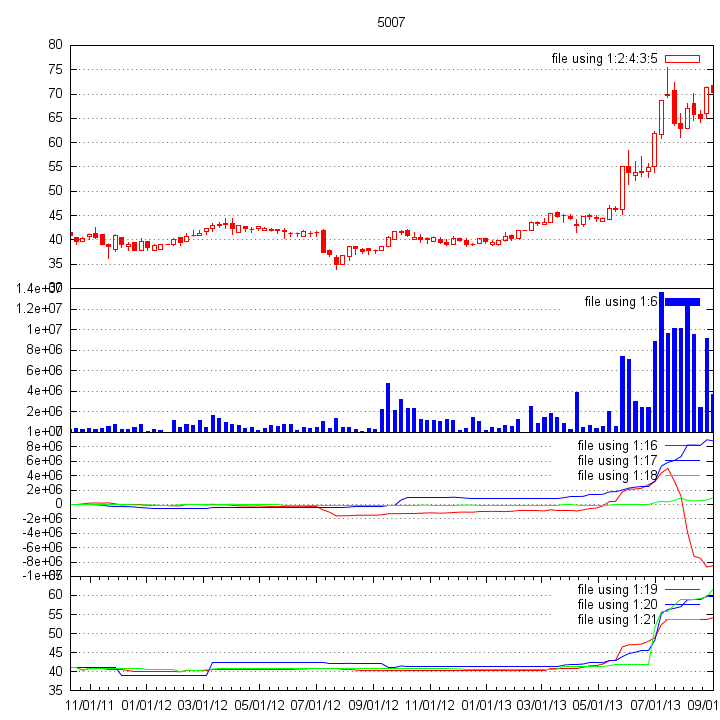 5007
80
file using 1:2:4:3:5
75
70
65
60
55
50
45
40
35
30
1.4e+07
file using 1:6
1.2e+07
1e+07
8e+06
6e+06
4e+06
2e+06
0
1e+07
8e+06
file using 1:16
6e+06
file using 1:17
4e+06
file using 1:18
2e+06
0
-2e+06
-4e+06
-6e+06
-8e+06
-1e+07
65
file using 1:19
60
file using 1:20
55
file using 1:21
50
45
40
35
11/01/11 01/01/12 03/01/12 05/01/12 07/01/12 09/01/12 11/01/12 01/01/13 03/01/13 05/01/13 07/01/13 09/01